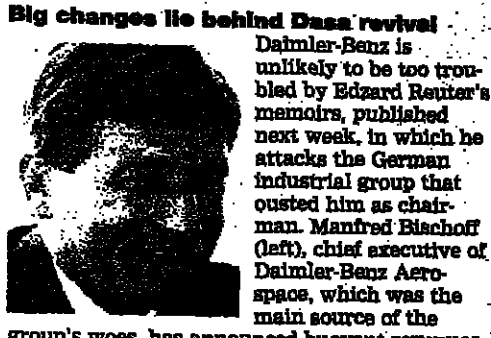 Big changes lie behind Dasa revival
Daimler-Benz is
unlikely to be too trou-
bled by Edzard Reuter's
memoirs, published
next week, in which he
attacks the German
industrial group that
ousted him as chair-
man. Manfred Bischoff
(left), chief executive of
Daimler-Benz Aero-
space, which was the
main source of the
group's woes, has announced buoyant